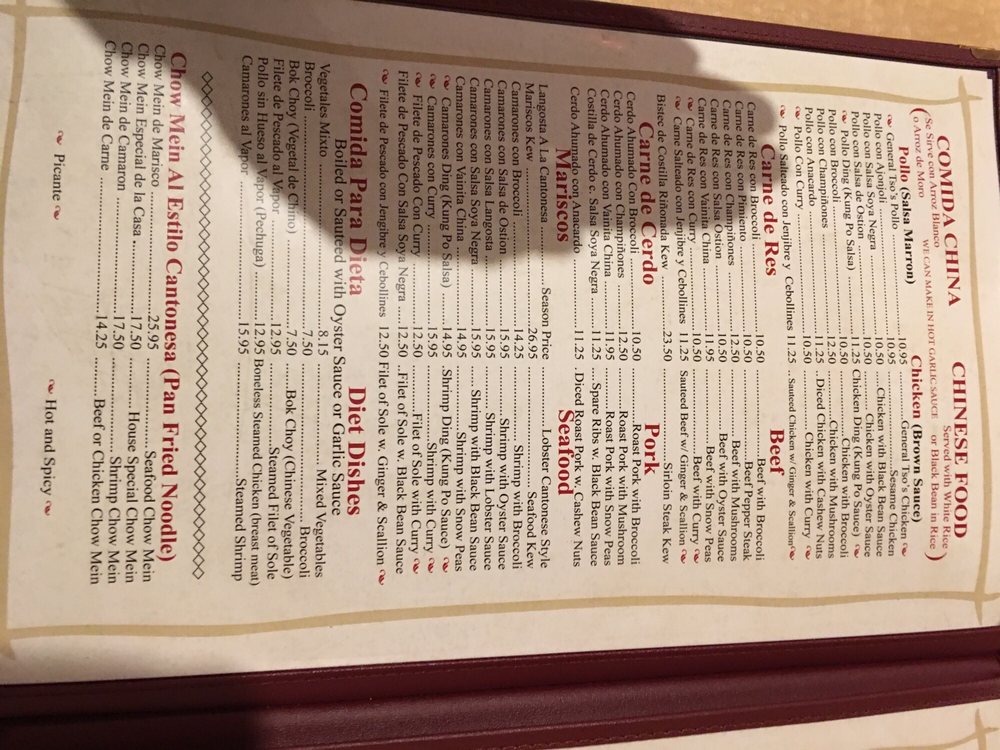 COMIDA CHINA CHINESE FOOD
(Se Sirve con Arroz Blanco Served with White Rice)
o Arroz de Moro WE CAN MAKE IN HOT GARLIC SAUCE or Black Bean in Rice
Pollo (Salsa Marron) Chicken (Brown Sauce)
General Tso's Pollo 10.95 General Tso's Chicken
Pollo con Ajonjoli 10.50 Sesame Chicken
Pollo con Salsa Soya Negra 10.50 Chicken with Black Bean Sauce
Pollo con Salsa de Ostion 10.50 Chicken with Oyster Sauce
Pollo Ding (Kung Po Salsa) 11.25 Chicken Ding (Kung Po Sauce)
Pollo con Broccoli 10.50 Chicken with Broccoli
Pollo con Champiñones 12.50 Chicken with Mushrooms
Pollo con Anacardo 11.25 Diced Chicken with Cashew Nuts
Pollo Con Curry 10.50 Chicken with Curry
Pollo Salteado con Jenjibre y Cebollines 11.25 Sauteed Chicken w/ Ginger & Scallion
Carne de Res Beef
Carne de Res con Broccoli 10.50 Beef with Broccoli
Carne de Res con Pimiento 10.50 Beef Pepper Steak
Carne de Res con Champiñones 12.50 Beef with Mushrooms
Carne de Res con Salsa Ostion 10.50 Beef with Oyster Sauce
Carne de Res con Vainita China 11.95 Beef with Snow Peas
Carne de Res con Curry 10.50 Beef with Curry
Carne Salteado con Jenjibre y Cebollines 11.25 Sauteed Beef w/ Ginger & Scallion
Bistec de Costilla Riñonada Kew 23.50 Sirloin Steak Kew
Carne de Cerdo Pork
Cerdo Ahumado Con Broccoli 10.50 Roast Pork with Broccoli
Cerdo Ahumado con Champiñones 12.50 Roast Pork with Mushroom
Cerdo Ahumado con Vainita China 11.95 Roast Pork with Snow Peas
Costilla de Cerdo c. Salsa Soya Negra 11.25 Spare Ribs w. Black Bean Sauce
Cerdo Ahumado con Anacardo 11.25 Diced Roast Pork w. Cashew Nuts
Mariscos Seafood
Langosta A La Cantonesa Season Price Lobster Cantonese Style
Mariscos Kew 26.95 Seafood Kew
Camarones con Broccoli 14.25 Shrimp with Broccoli
Camarones con Salsa de Ostion 15.95 Shrimp with Oyster Sauce
Camarones con Salsa Langosta 15.95 Shrimp with Lobster Sauce
Camarones con Salsa Soya Negra 15.95 Shrimp with Black Bean Sauce
Camarones con Vainita China 14.95 Shrimp with Snow Peas
Camarones Ding (Kung Po Salsa) 14.95 Shrimp Ding (Kung Po Sauce)
Camarones con Curry 15.95 Shrimp with Curry
Filete de Pescado Con Curry 12.50 Filet of Sole with Curry
Filete de Pescado Con Salsa Soya Negra 12.50 Filet of Sole w. Black Bean Sauce
Filete de Pescado con Jengibre y Cebollines 12.50 Filet of Sole w. Ginger & Scallion
Comida Para Dieta Diet Dishes
Boiled or Sauteed with Oyster Sauce or Garlic Sauce
Vegetales Mixto 8.15 Mixed Vegetables
Broccoli 7.50 Broccoli
Bok Choy (Vegetal de Chino) 7.50 Bok Choy (Chinese Vegetable)
Filete de Pescado al Vapor 12.95 Steamed Filet of Sole
Pollo sin Hueso al Vapor (Pechuga) 12.95 Boneless Steamed Chicken (breast meat)
Camarones al Vapor 15.95 Steamed Shrimp
Chow Mein Al Estilo Cantonesa (Pan Fried Noodle)
Chow Mein de Marisco 25.95 Seafood Chow Mein
Chow Mein Especial de la Casa 17.50 House Special Chow Mein
Chow Mein de Camaron 17.50 Shrimp Chow Mein
Chow Mein de Carne 14.25 Beef or Chicken Chow Mein
Picante Hot and Spicy